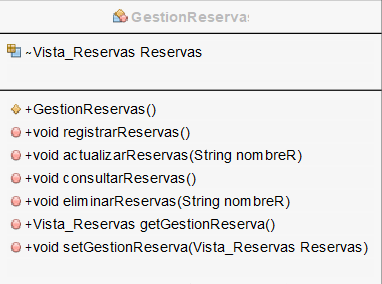 GestionReservas
~Vista_Reservas Reservas
+GestionReservas()
+void registrarReservas()
+void actualizarReservas(String nombreR)
+void consultarReservas()
+void eliminarReservas(String nombreR)
+Vista_Reservas getGestionReserva()
+void setGestionReserva(Vista_Reservas Reservas)